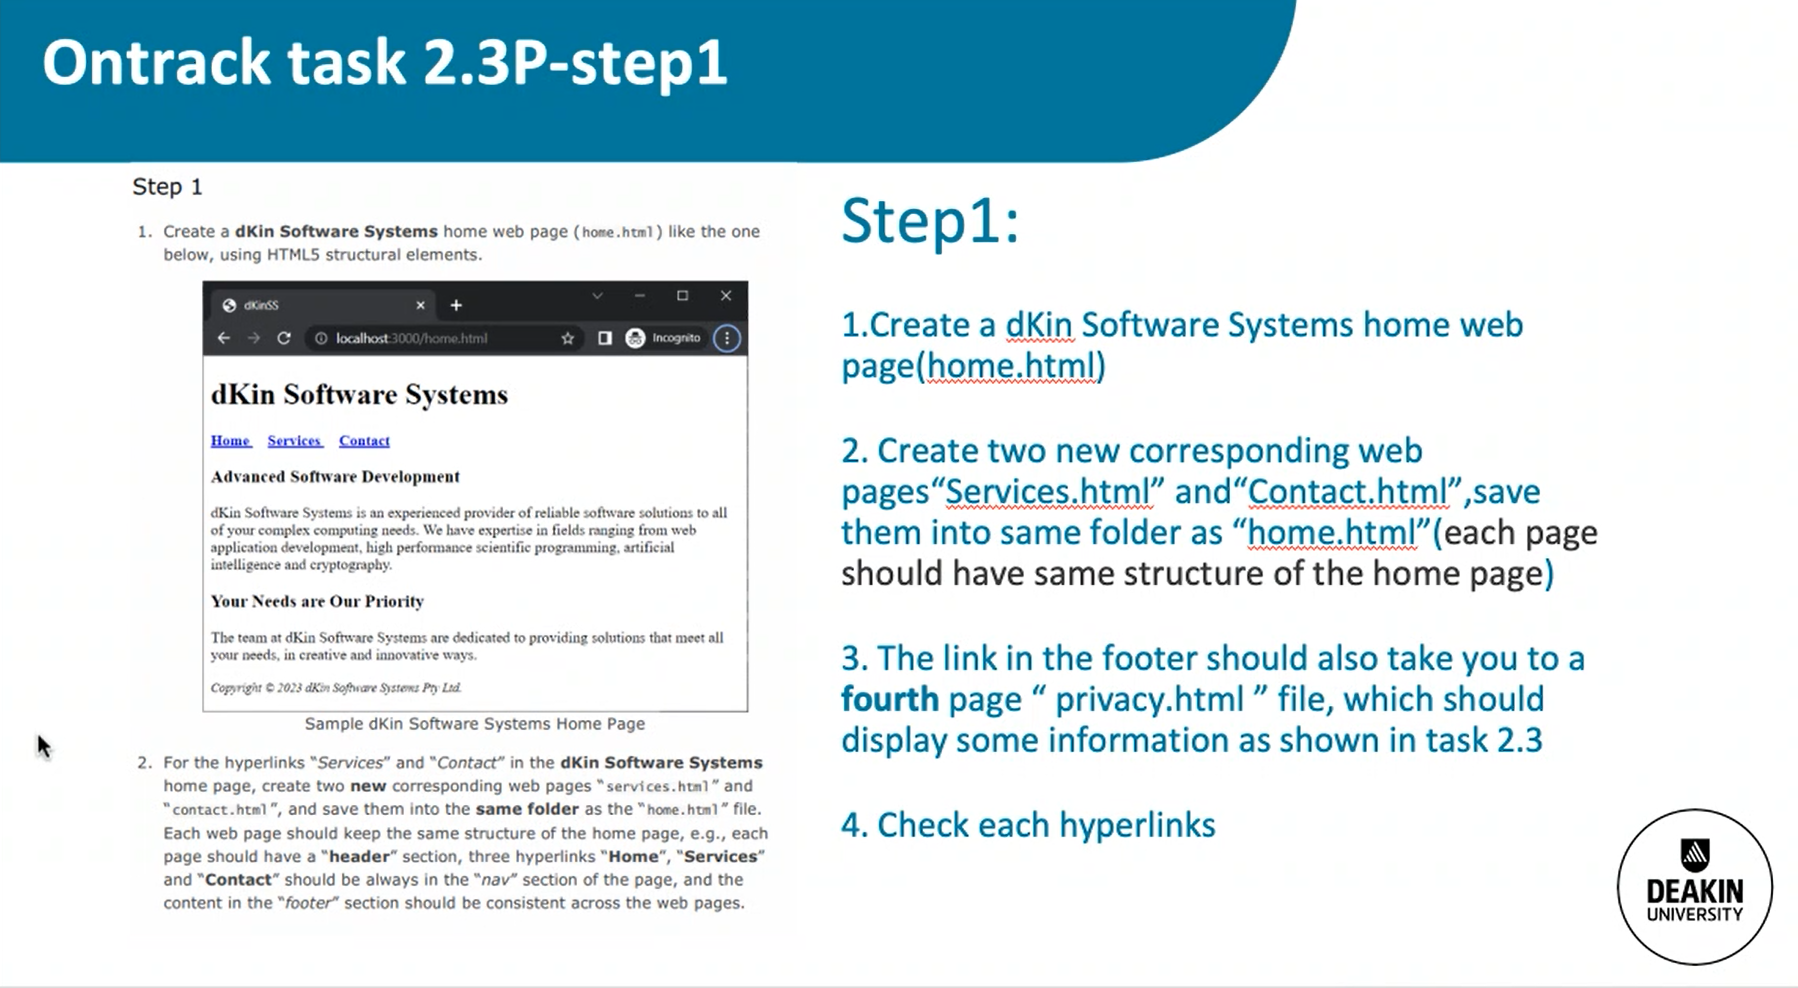 Ontrack task 2.3P-step1
Step 1
1. Create a dKin Software Systems home web page (home.html) like the one
below, using HTML5 structural elements.
dKinSS
localhost:3000/home.html
Incognito
dKin Software Systems
Home Services Contact
Advanced Software Development
dKin Software Systems is an experienced provider of reliable software solutions to all
of your complex computing needs. We have expertise in fields ranging from web
application development, high performance scientific programming, artificial
intelligence and cryptography.
Your Needs are Our Priority
The team at dKin Software Systems are dedicated to providing solutions that meet all
your needs, in creative and innovative ways.
Copyright © 2023 dKin Software Systems Pty Ltd.
Sample dKin Software Systems Home Page
2. For the hyperlinks "Services" and "Contact" in the dKin Software Systems
home page, create two new corresponding web pages "services.html" and
"contact.html", and save them into the same folder as the "home.html" file.
Each web page should keep the same structure of the home page, e.g., each
page should have a "header" section, three hyperlinks "Home", "Services"
and "Contact" should be always in the "nav" section of the page, and the
content in the "footer" section should be consistent across the web pages.
Step1:
1.Create a dKin Software Systems home web
page(home.html)
2. Create two new corresponding web
pages“Services.html” and“Contact.html”,save
them into same folder as “home.html”(each page
should have same structure of the home page)
3. The link in the footer should also take you to a
fourth page “ privacy.html ” file, which should
display some information as shown in task 2.3
4. Check each hyperlinks
DEAKIN
UNIVERSITY